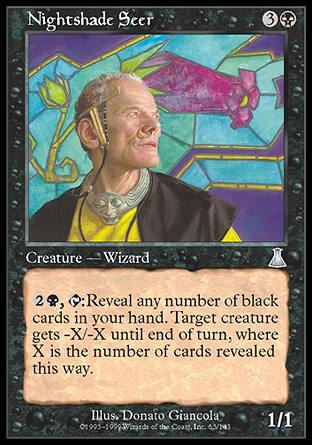 Nightshade Seer 3
Creature — Wizard
2 , :Reveal any number of black
cards in your hand. Target creature
gets -X/-X until end of turn, where
X is the number of cards revealed
this way.
1/1
Illus. Donato Giancola
©1993-1999 Wizards of the Coast, Inc. 63/143